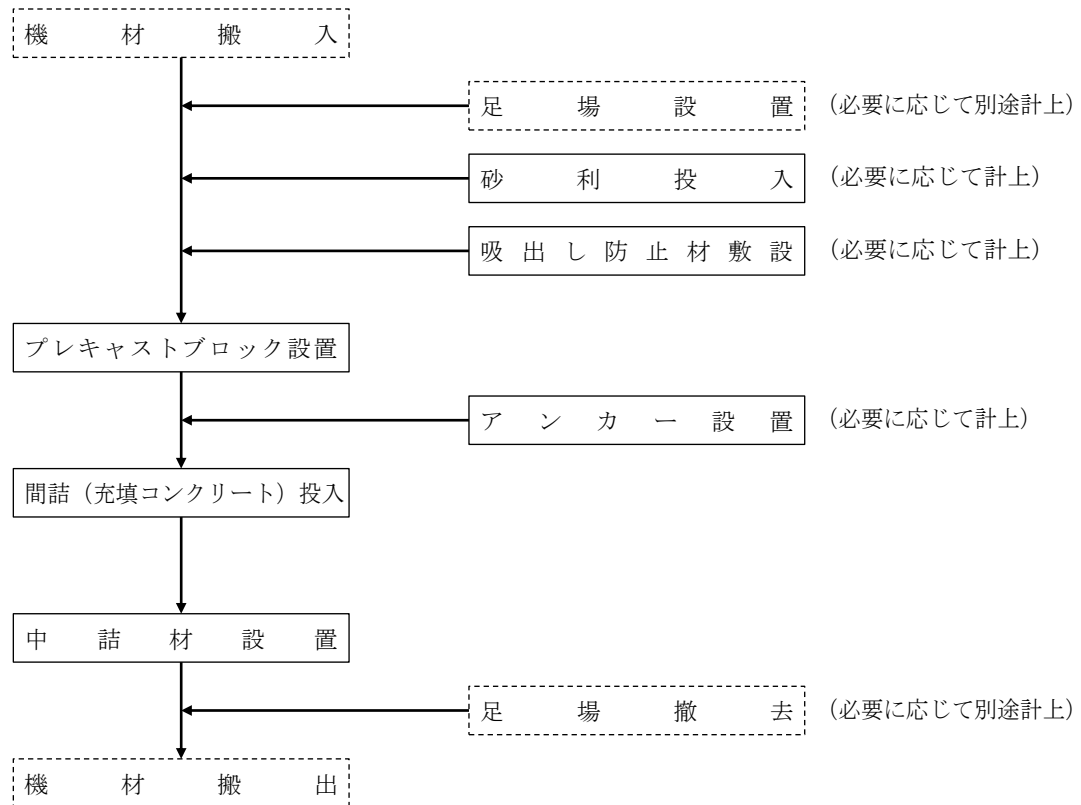 機材搬入
足場設置 (必要に応じて別途計上)
砂利投入 (必要に応じて計上)
吸出し防止材敷設 (必要に応じて計上)
プレキャストブロック設置
アンカー設置 (必要に応じて計上)
間詰（充填コンクリート）投入
中詰材設置
足場撤去 (必要に応じて別途計上)
機材搬出